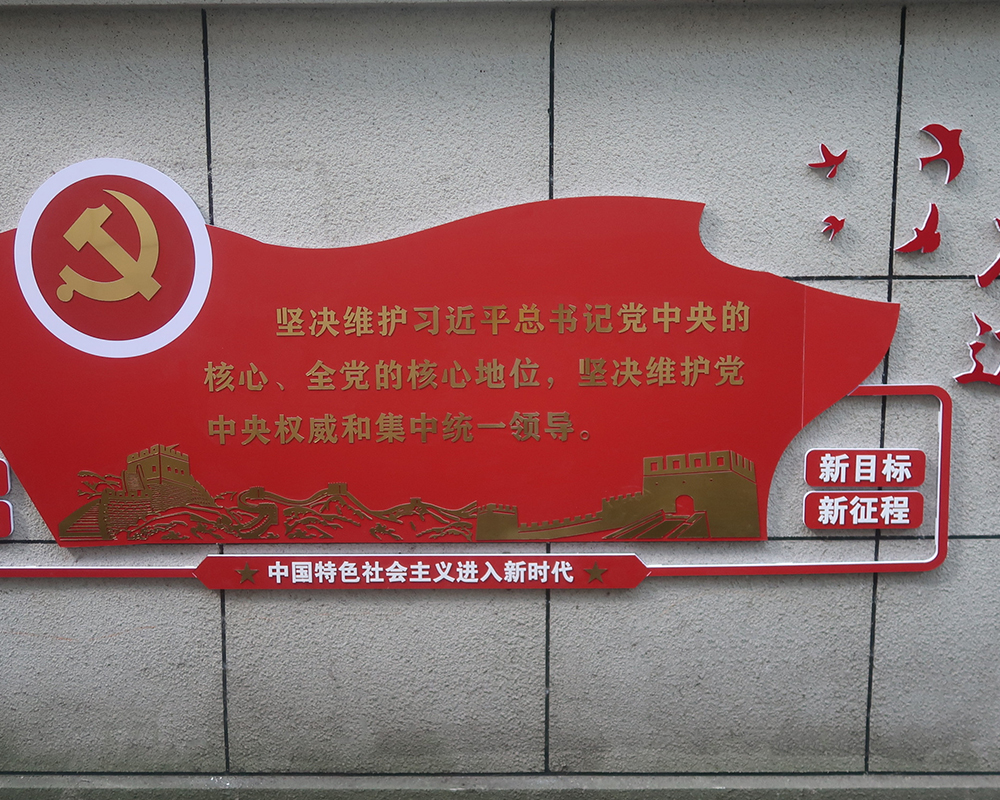 坚决维护习近平总书记党中央的
核心、全党的核心地位，坚决维护党
中央权威和集中统一领导。
新目标
新征程
中国特色社会主义进入新时代